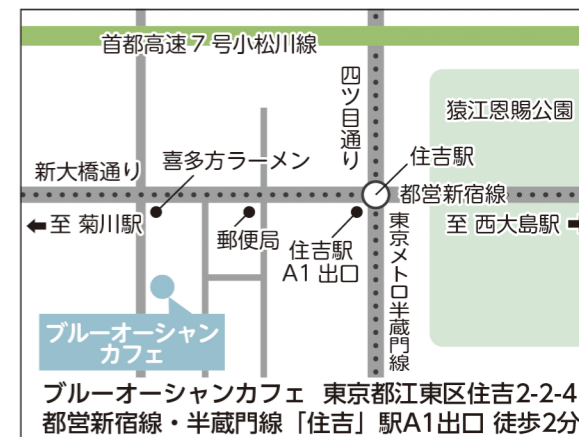 首都高速7号小松川線
四ツ目通り
猿江恩賜公園
新大橋通り
喜多方ラーメン
住吉駅
都営新宿線
至 菊川駅
郵便局
住吉駅
A1 出口
東京メトロ半蔵門線
至 西大島駅
ブルーオーシャン
カフェ
ブルーオーシャンカフェ 東京都江東区住吉2-2-4
都営新宿線・半蔵門線「住吉」駅A1出口 徒歩2分